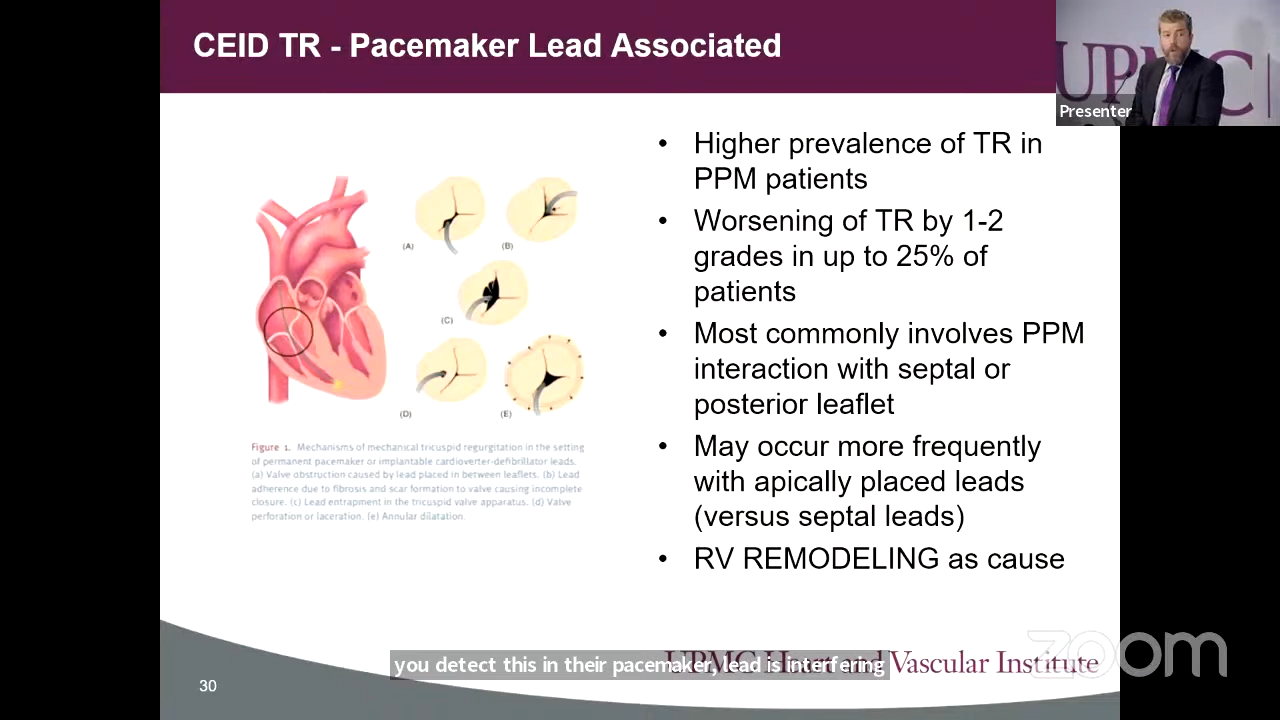 CEID TR - Pacemaker Lead Associated
UPMC
Presenter
• Higher prevalence of TR in
PPM patients
• Worsening of TR by 1-2
grades in up to 25% of
patients
• Most commonly involves PPM
interaction with septal or
posterior leaflet
• May occur more frequently
with apically placed leads
(versus septal leads)
• RV REMODELING as cause
(A)
(B)
(C)
(D)
(E)
Figure 1. Mechanisms of mechanical tricuspid regurgitation in the setting
of permanent pacemaker or implantable cardioverter-defibrillator leads.
(a) Valve obstruction caused by lead placed in between leaflets. (b) Lead
adherence due to fibrosis and scar formation to valve causing incomplete
closure. (c) Lead entrapment in the tricuspid valve apparatus. (d) Valve
perforation or laceration. (e) Annular dilatation.
UPMC Heart and Vascular Institute
zoom
you detect this in their pacemaker, lead is interfering
30